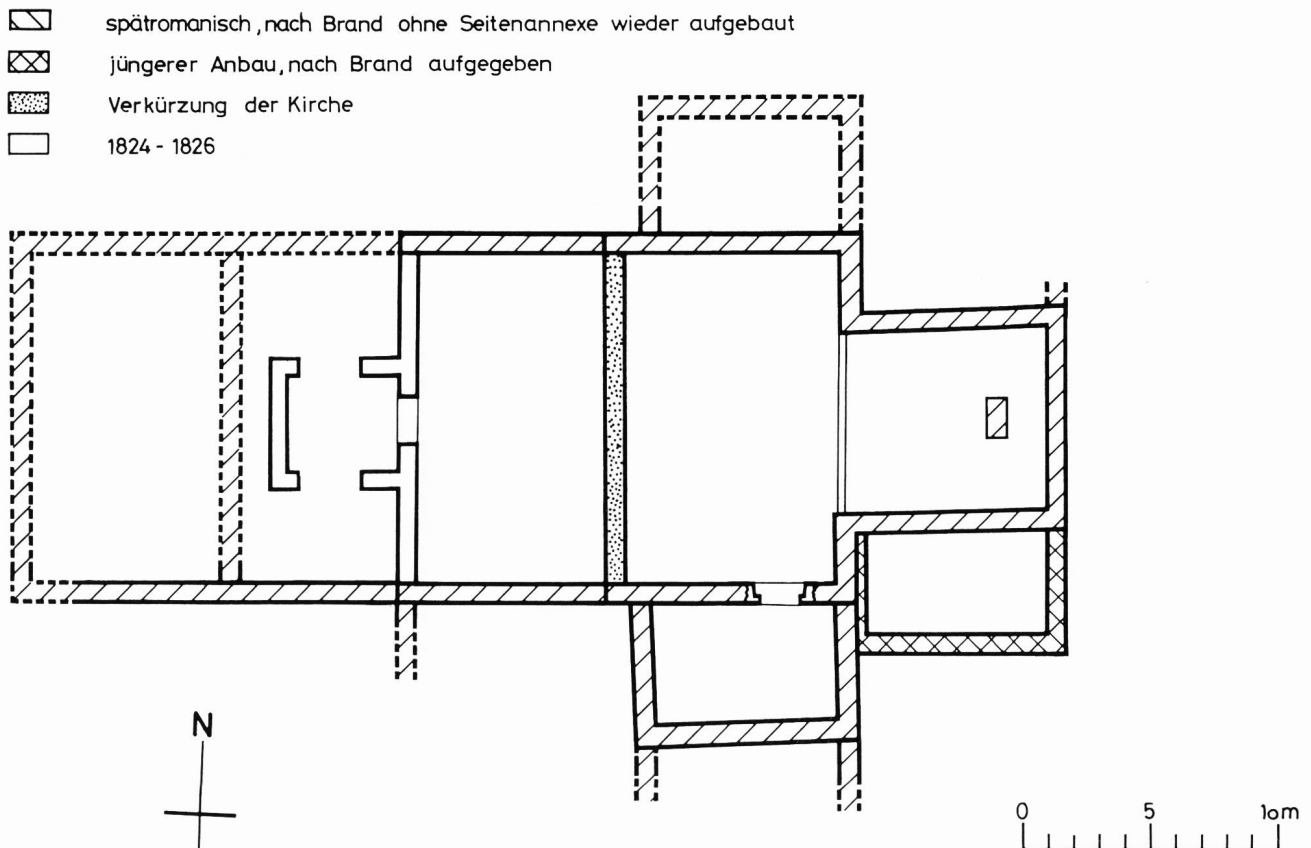 spätromanisch, nach Brand ohne Seitenannexe wieder aufgebaut
jüngerer Anbau, nach Brand aufgegeben
Verkürzung der Kirche
1824 - 1826
N
0 5 10m